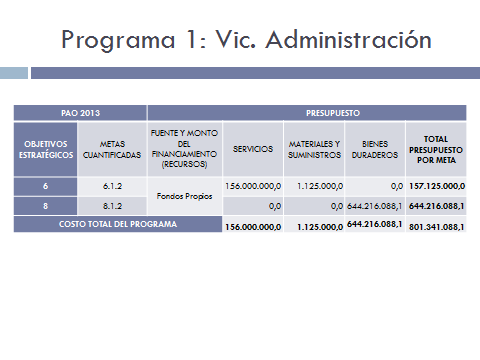 Programa 1: Vic. Administración
PAO 2013 PRESUPUESTO
OBJETIVOS ESTRATÉGICOS METAS CUANTIFICADAS FUENTE Y MONTO DEL FINANCIAMIENTO (RECURSOS) SERVICIOS MATERIALES Y SUMINISTROS BIENES DURADEROS TOTAL PRESUPUESTO POR META
6 6.1.2 Fondos Propios 156.000.000,0 1.125.000,0 0,0 157.125.000,0
8 8.1.2 0,0 0,0 644.216.088,1 644.216.088,1
COSTO TOTAL DEL PROGRAMA 156.000.000,0 1.125.000,0 644.216.088,1 801.341.088,1